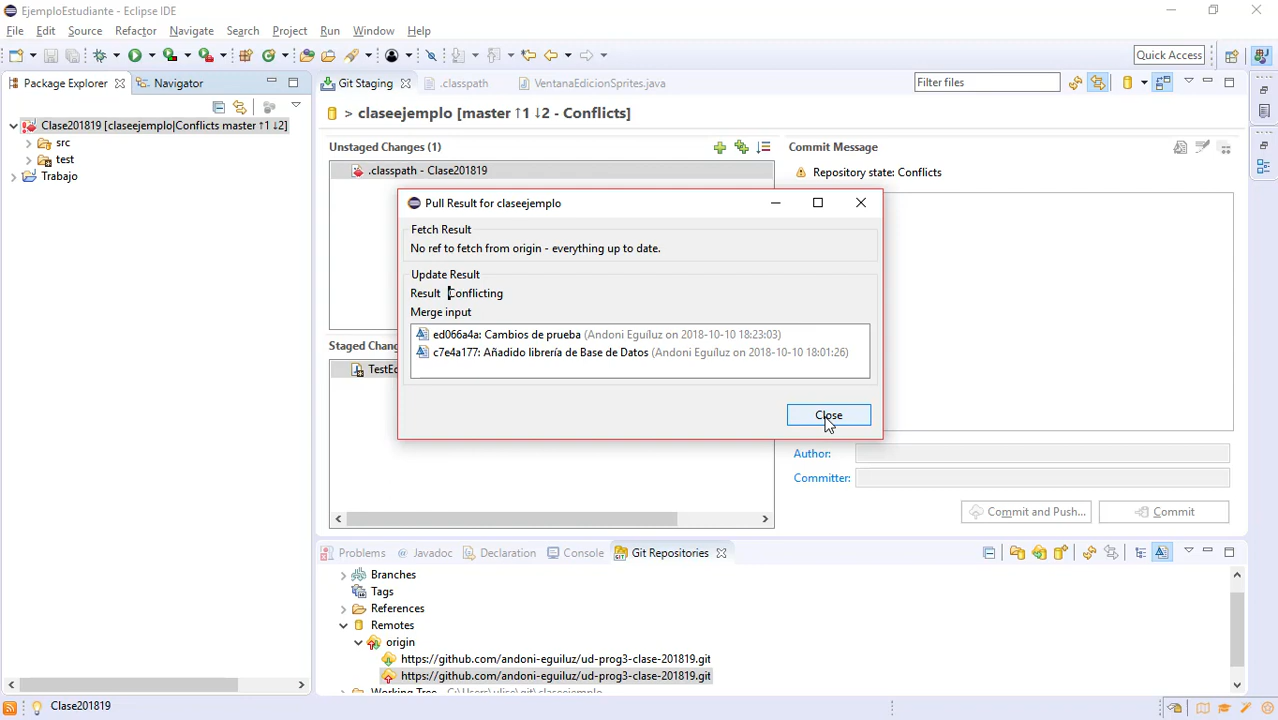 EjemploEstudiante - Eclipse IDE
File Edit Source Refactor Navigate Search Project Run Window Help
Quick Access
Package Explorer Navigator
Git Staging .classpath VentanaEdicionSprites.java Filter files
Clase201819 [claseejemplo|Conflicts master ↑1 ↓2]
src
test
Trabajo
> claseejemplo [master ↑1 ↓2 - Conflicts]
Unstaged Changes (1)
.classpath - Clase201819
Commit Message
Repository state: Conflicts
Pull Result for claseejemplo
Fetch Result
No ref to fetch from origin - everything up to date.
Update Result
Result Conflicting
Merge input
ed066a4a: Cambios de prueba (Andoni Eguíluz on 2018-10-10 18:23:03)
c7e4a177: Añadido librería de Base de Datos (Andoni Eguíluz on 2018-10-10 18:01:26)
Close
Staged Chang
TestEd
Author:
Committer:
Commit and Push...
Commit
Problems Javadoc Declaration Console Git Repositories
Branches
Tags
References
Remotes
origin
https://github.com/andoni-eguiluz/ud-prog3-clase-201819.git
https://github.com/andoni-eguiluz/ud-prog3-clase-201819.git
Working Tree
Clase201819